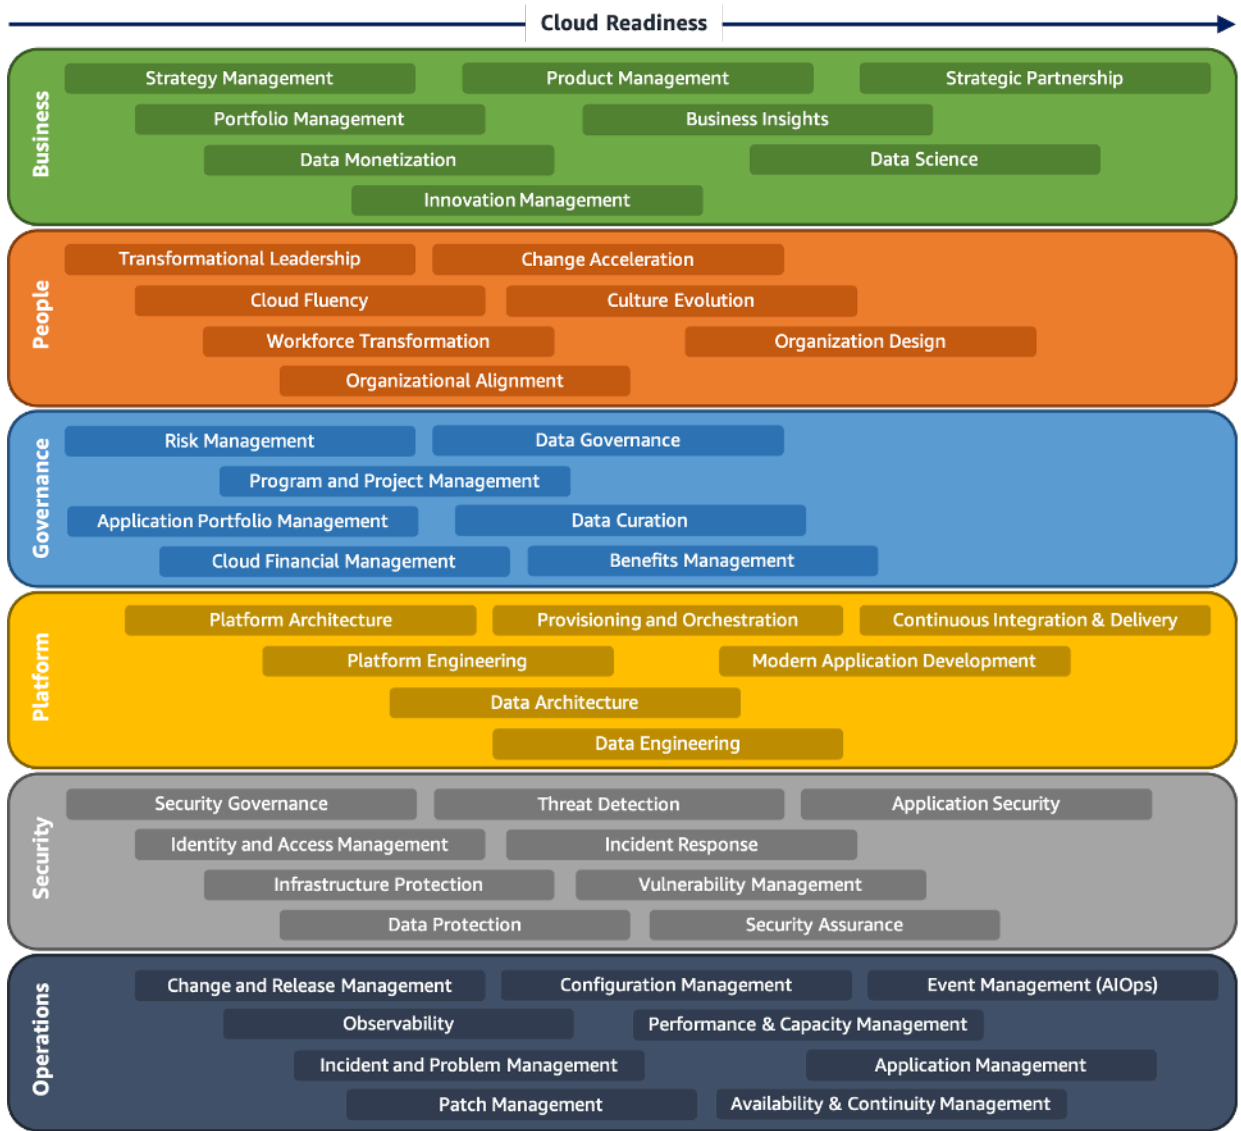 Cloud Readiness
Business
Strategy Management
Product Management
Strategic Partnership
Portfolio Management
Business Insights
Data Monetization
Data Science
Innovation Management
People
Transformational Leadership
Change Acceleration
Cloud Fluency
Culture Evolution
Workforce Transformation
Organization Design
Organizational Alignment
Governance
Risk Management
Data Governance
Program and Project Management
Application Portfolio Management
Data Curation
Cloud Financial Management
Benefits Management
Platform
Platform Architecture
Provisioning and Orchestration
Continuous Integration & Delivery
Platform Engineering
Modern Application Development
Data Architecture
Data Engineering
Security
Security Governance
Threat Detection
Application Security
Identity and Access Management
Incident Response
Infrastructure Protection
Vulnerability Management
Data Protection
Security Assurance
Operations
Change and Release Management
Configuration Management
Event Management (AIOps)
Observability
Performance & Capacity Management
Incident and Problem Management
Application Management
Patch Management
Availability & Continuity Management